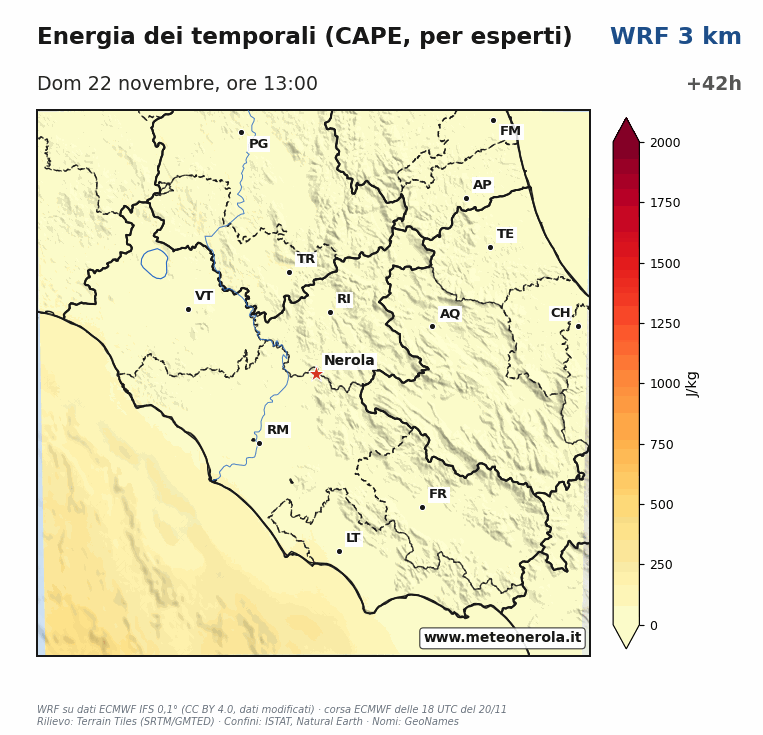 Energia dei temporali (CAPE, per esperti)
WRF 3 km
Dom 22 novembre, ore 13:00
+42h
FM
PG
AP
TE
TR
VT
RI
AQ
CH
Nerola
RM
FR
LT
www.meteonerola.it
2000
1750
1500
1250
1000
750
500
250
0
J/kg
WRF su dati ECMWF IFS 0,1° (CC BY 4.0, dati modificati) · corsa ECMWF delle 18 UTC del 20/11
Rilievo: Terrain Tiles (SRTM/GMTED) · Confini: ISTAT, Natural Earth · Nomi: GeoNames